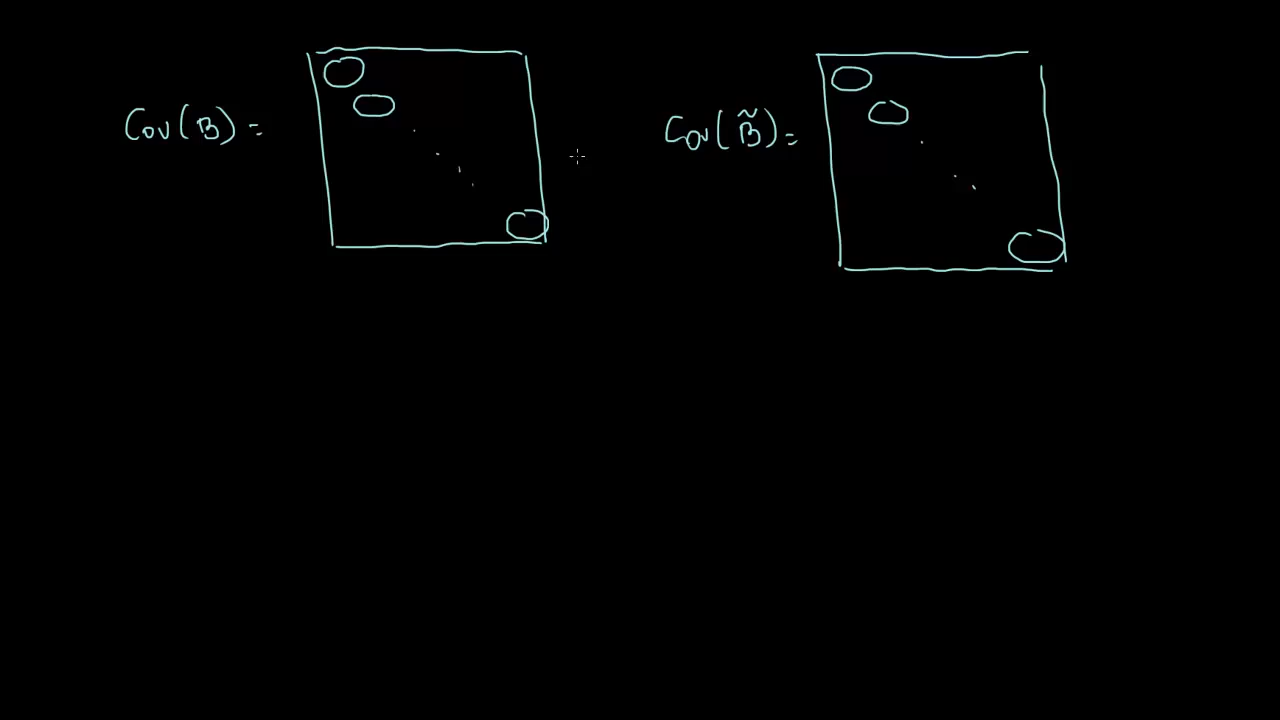 Cov(B) =
Cov(B̃) =